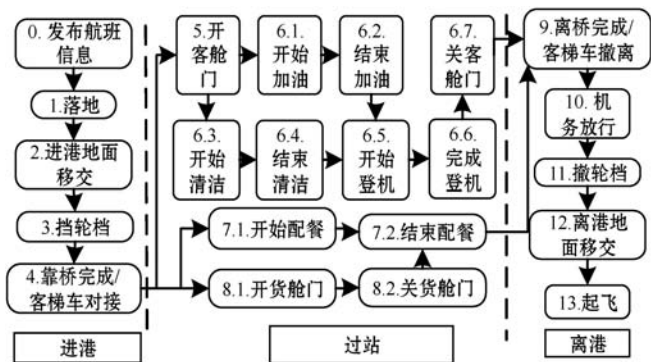 0. 发布航班
信息
1.落地
2.进港地面
移交
3.挡轮档
4.靠桥完成/
客梯车对接
进港
5.开
客舱
门
6.1.
开始
加油
6.2.
结束
加油
6.7.
关客
舱门
6.3.
开始
清洁
6.4.
结束
清洁
6.5.
开始
登机
6.6.
完成
登机
7.1.开始配餐
7.2.结束配餐
8.1.开货舱门
8.2.关货舱门
过站
9.离桥完成/
客梯车撤离
10. 机
务放行
11.撤轮档
12.离港地
面移交
13.起飞
离港